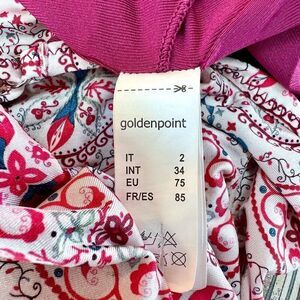 goldenpoint
IT 2
INT 34
EU 75
FR/ES 85